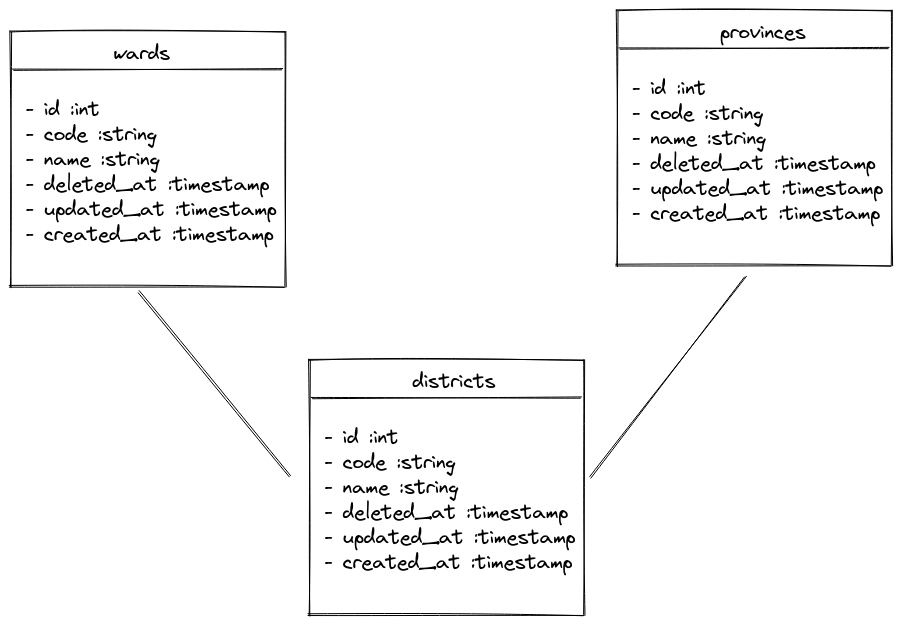 wards
- id :int
- code :string
- name :string
- deleted_at :timestamp
- updated_at :timestamp
- created_at :timestamp
provinces
- id :int
- code :string
- name :string
- deleted_at :timestamp
- updated_at :timestamp
- created_at :timestamp
districts
- id :int
- code :string
- name :string
- deleted_at :timestamp
- updated_at :timestamp
- created_at :timestamp